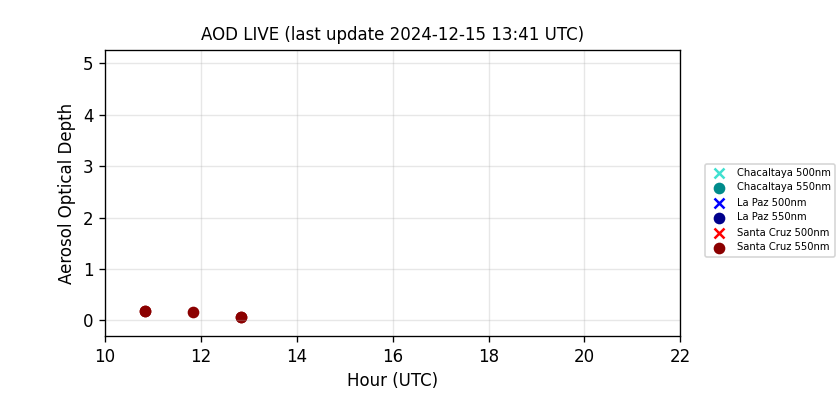 AOD LIVE (last update 2024-12-15 13:41 UTC)
5
4
3
2
1
0
Aerosol Optical Depth
10 12 14 16 18 20 22
Hour (UTC)
Chacaltaya 500nm
Chacaltaya 550nm
La Paz 500nm
La Paz 550nm
Santa Cruz 500nm
Santa Cruz 550nm